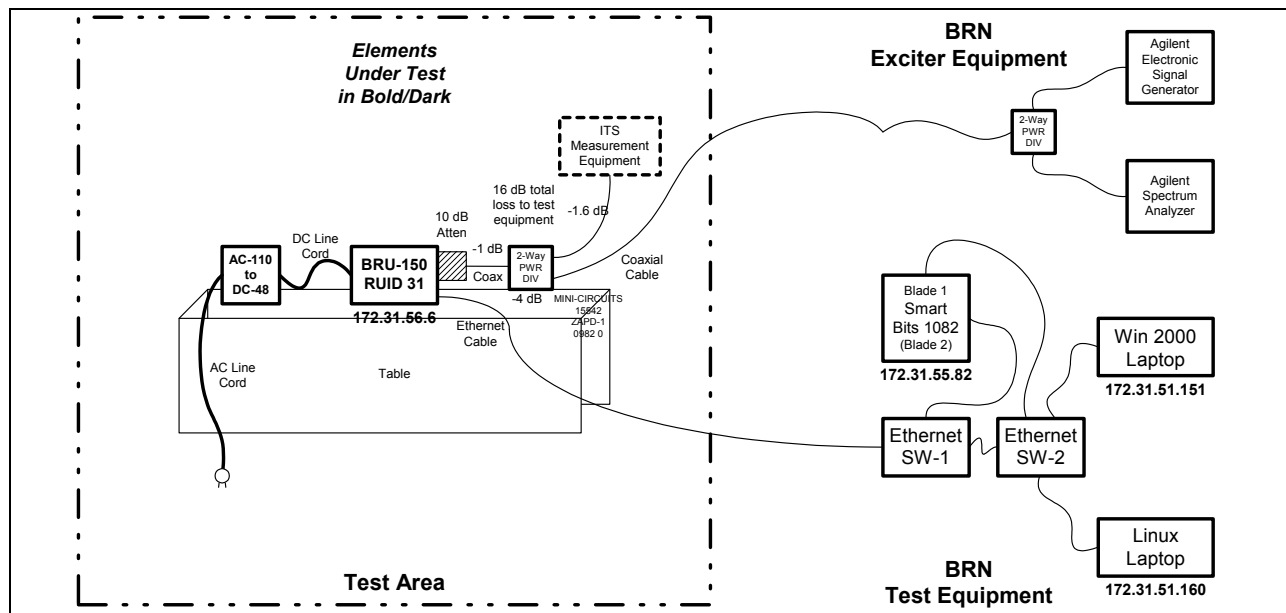 Elements
Under Test
in Bold/Dark
BRN
Exciter Equipment
Agilent
Electronic
Signal
Generator
2-Way
PWR
DIV
Agilent
Spectrum
Analyzer
ITS
Measurement
Equipment
16 dB total
loss to test
equipment
-1.6 dB
10 dB
Atten
-1 dB
Coax
2-Way
PWR
DIV
-4 dB
Coaxial
Cable
DC Line
Cord
AC-110
to
DC-48
BRU-150
RUID 31
172.31.56.6
MINI-CIRCUITS
15542
ZAPD-1
0982 0
Ethernet
Cable
AC Line
Cord
Table
Blade 1
Smart
Bits 1082
(Blade 2)
172.31.55.82
Win 2000
Laptop
172.31.51.151
Ethernet
SW-1
Ethernet
SW-2
Linux
Laptop
172.31.51.160
Test Area
BRN
Test Equipment